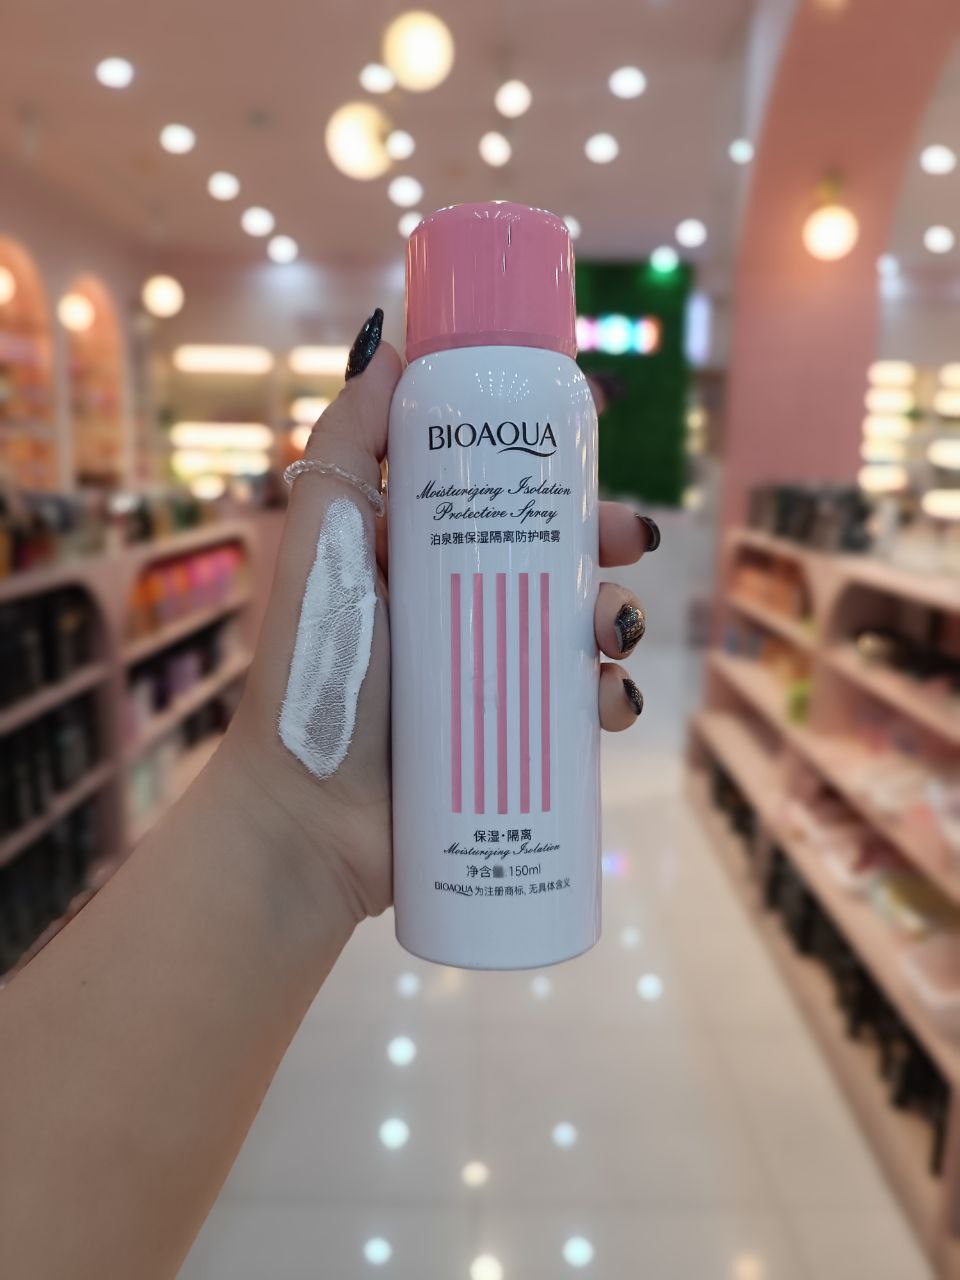 BIOAQUA
Moisturizing Isolation
Protective Spray
泊泉雅保湿隔离防护喷雾
保湿·隔离
Moisturizing Isolation
净含 150ml
BIOAQUA为注册商标, 无具体含义